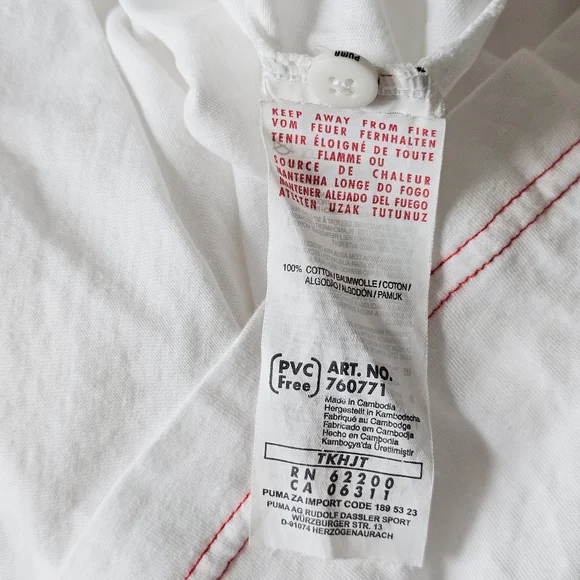 PUMA
KEEP AWAY FROM FIRE
VOM FEUER FERNHALTEN
TENIR ÉLOIGNÉ DE TOUTE
FLAMME OU
SOURCE DE CHALEUR
MANTENHA LONGE DO FOGO
MANTENER ALEJADO DEL FUEGO
ATEŞTEN UZAK TUTUNUZ
100% COTTON/BAUMWOLLE/COTON/
ALGODÃO/ALGODÓN/PAMUK
(PVC Free)
ART. NO.
760771
Made in Cambodia
Hergestellt in Kambodscha
Fabriqué au Cambodge
Fabricado em Cambodja
Hecho en Cambodia
Kamboçya'da Üretilmiştir
TKHJT
RN 62200
CA 06311
PUMA ZA IMPORT CODE 189 53 23
PUMA AG RUDOLF DASSLER SPORT
WÜRZBURGER STR. 13
D-91074 HERZOGENAURACH